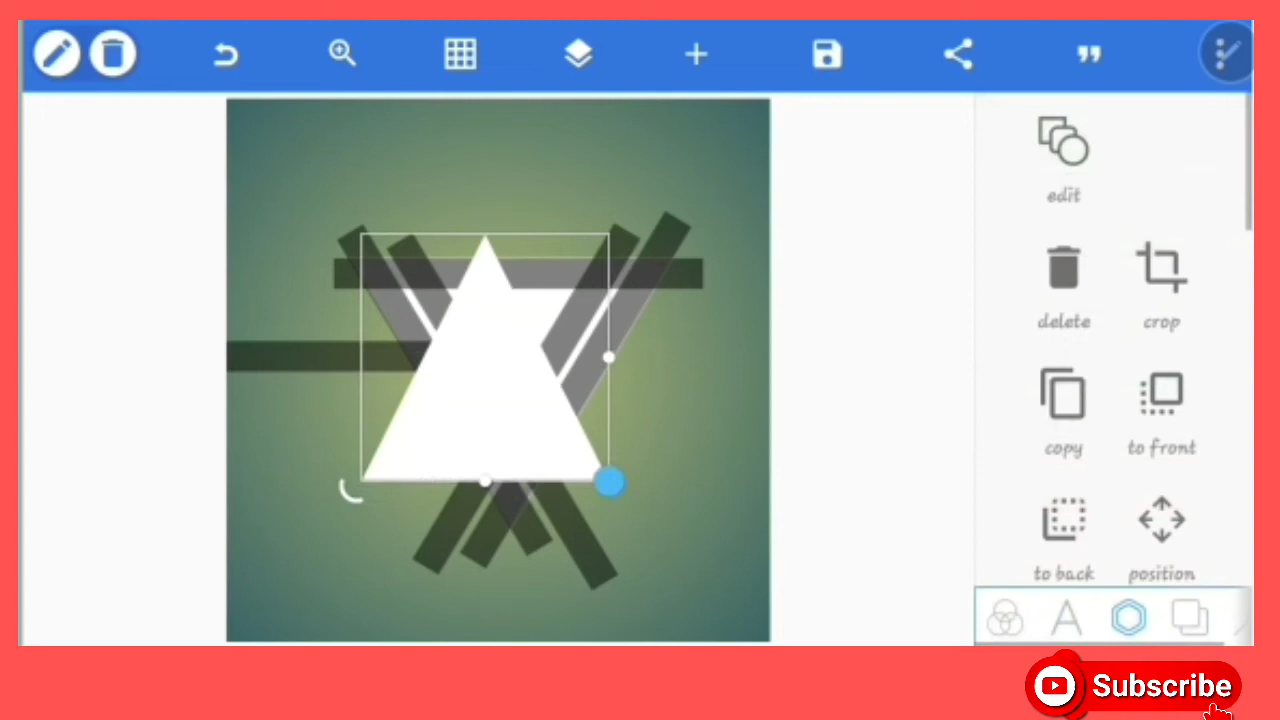 edit
delete
crop
copy
to front
to back
position
Subscribe